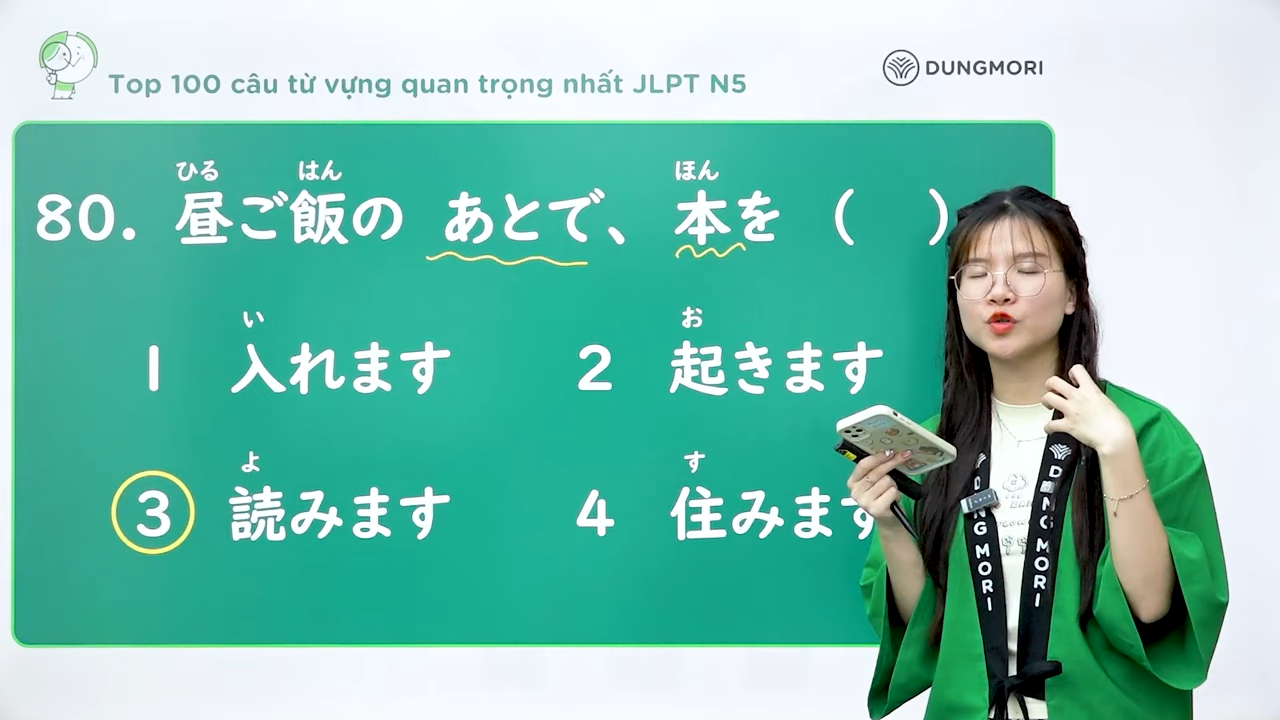 Top 100 câu từ vựng quan trọng nhất JLPT N5
DUNGMORI
ひる はん ほん
80. 昼ご飯の あとで、 本を ( )
い お
1 入れます 2 起きます
よ す
3 読みます 4 住みます
DUNGMORI
DUNGMORI